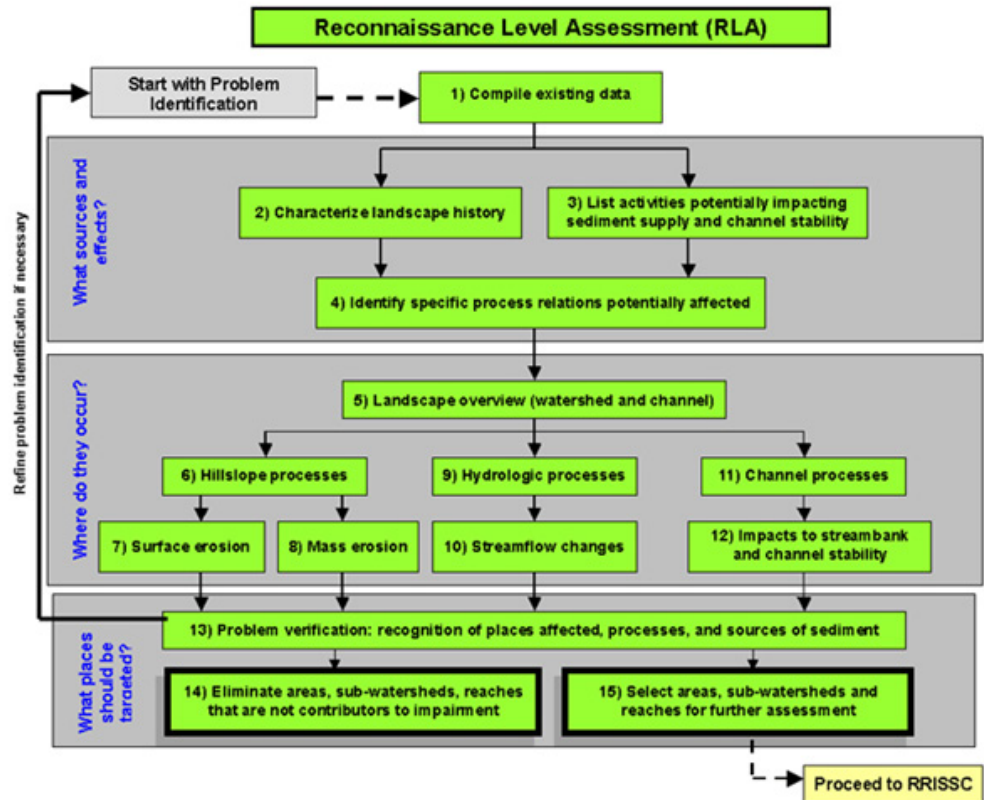 Reconnaissance Level Assessment (RLA)
Start with Problem
Identification
1) Compile existing data
What sources and
effects?
2) Characterize landscape history
3) List activities potentially impacting
sediment supply and channel stability
4) Identify specific process relations potentially affected
Refine problem identification if necessary
Where do they occur?
5) Landscape overview (watershed and channel)
6) Hillslope processes
9) Hydrologic processes
11) Channel processes
7) Surface erosion
8) Mass erosion
10) Streamflow changes
12) Impacts to streambank
and channel stability
What places
should be
targeted?
13) Problem verification: recognition of places affected, processes, and sources of sediment
14) Eliminate areas, sub-watersheds, reaches
that are not contributors to impairment
15) Select areas, sub-watersheds and
reaches for further assessment
Proceed to RRISSC